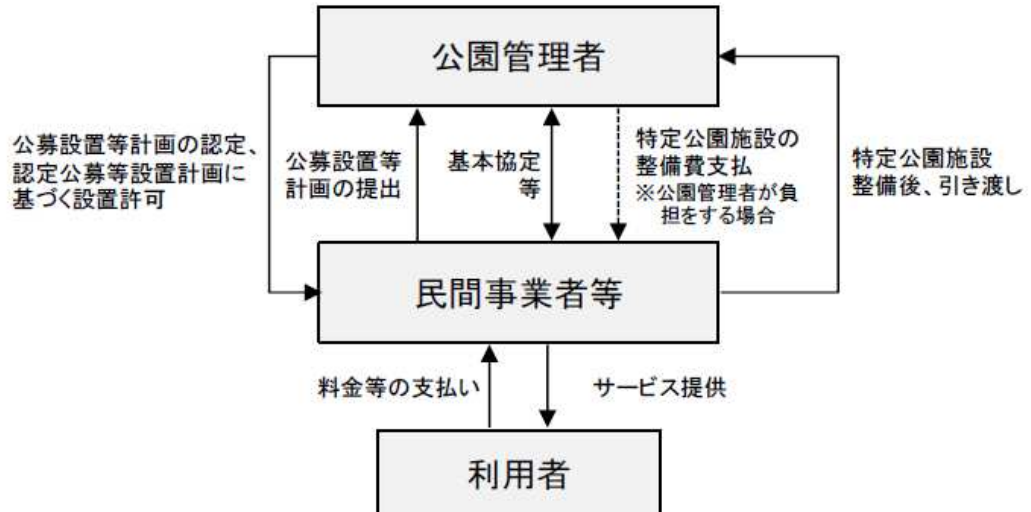 公園管理者
公募設置等計画の認定、
認定公募等設置計画に
基づく設置許可
公募設置等
計画の提出
基本協定
等
特定公園施設の
整備費支払
※公園管理者が負
担をする場合
特定公園施設
整備後、引き渡し
民間事業者等
料金等の支払い
サービス提供
利用者